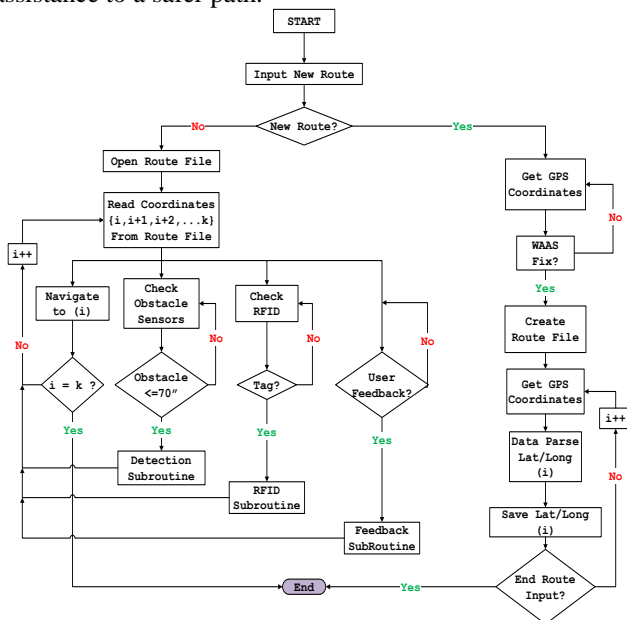 assistance to a safer path.
START
Input New Route
New Route?
No
Yes
Open Route File
Read Coordinates
{i,i+1,i+2,...k}
From Route File
i++
Navigate
to (i)
Check
Obstacle
Sensors
Check
RFID
No
No
No
No
i = k ?
Obstacle
<=70″
Tag?
User
Feedback?
Yes
Yes
Yes
Yes
Detection
Subroutine
RFID
Subroutine
Feedback
SubRoutine
End
Get GPS
Coordinates
No
WAAS
Fix?
Yes
Create
Route File
Get GPS
Coordinates
i++
Data Parse
Lat/Long
(i)
No
Save Lat/Long
(i)
End Route
Input?
Yes